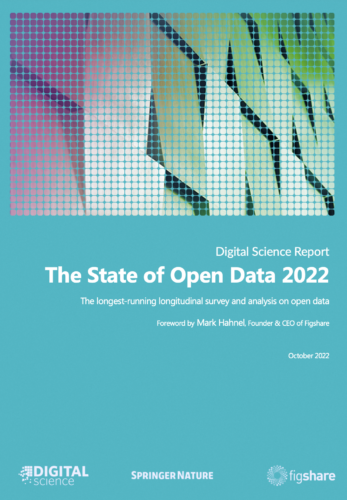 Digital Science Report
The State of Open Data 2022
The longest-running longitudinal survey and analysis on open data
Foreword by Mark Hahnel, Founder & CEO of Figshare
October 2022
DIGITAL
science
SPRINGER NATURE
figshare